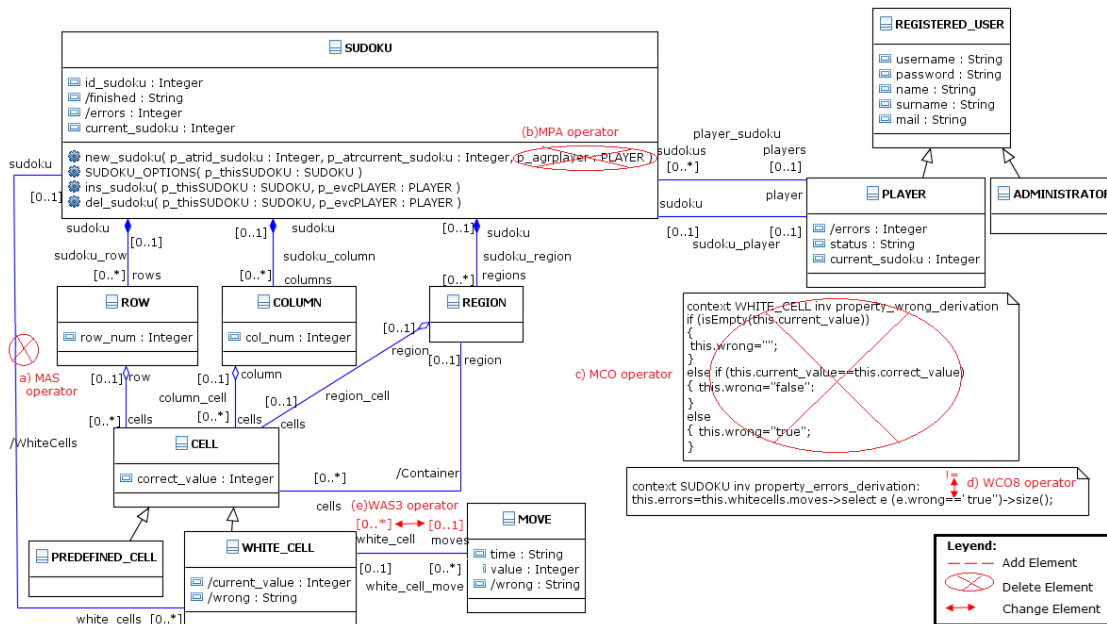 REGISTERED_USER
username : String
password : String
name : String
surname : String
mail : String
SUDOKU
id_sudoku : Integer
/finished : String
/errors : Integer
current_sudoku : Integer
(b)MPA operator
new_sudoku( p_atrid_sudoku : Integer, p_atrcurrent_sudoku : Integer, p_agrplayer : PLAYER )
SUDOKU_OPTIONS( p_thisSUDOKU : SUDOKU )
ins_sudoku( p_thisSUDOKU : SUDOKU, p_evcPLAYER : PLAYER )
del_sudoku( p_thisSUDOKU : SUDOKU, p_evcPLAYER : PLAYER )
player_sudoku
sudokus
players
[0..*]
[0..1]
sudoku
player
[0..1]
[0..1]
sudoku_player
PLAYER
/errors : Integer
status : String
current_sudoku : Integer
ADMINISTRATOR
sudoku
[0..1]
sudoku
[0..1]
sudoku_row
[0..*]
rows
[0..1]
sudoku
sudoku_column
[0..*]
columns
[0..1]
sudoku
sudoku_region
[0..*]
regions
ROW
row_num : Integer
COLUMN
col_num : Integer
REGION
a) MAS
operator
[0..1]
row
[0..*]
cells
[0..1]
column
column_cell
[0..*]
cells
[0..1]
region
region_cell
[0..1]
cells
[0..1]
region
/Container
[0..*]
cells
/WhiteCells
CELL
correct_value : Integer
c) MCO operator
context WHITE_CELL inv property_wrong_derivation
if (isEmpty(this.current_value))
{
this.wrong="";
}
else if (this.current_value==this.correct_value)
{ this.wrong="false";
}
else
{ this.wrong="true";
}
!=
d) WCO8 operator
context SUDOKU inv property_errors_derivation:
this.errors=this.whitecells.moves->select e (e.wrong=='true")->size();
(e)WAS3 operator
[0..*]
[0..1]
white_cell
moves
[0..1]
[0..*]
white_cell_move
MOVE
time : String
value : Integer
/wrong : String
PREDEFINED_CELL
WHITE_CELL
/current_value : Integer
/wrong : String
white_cells
[0..*]
Leyend:
Add Element
Delete Element
Change Element